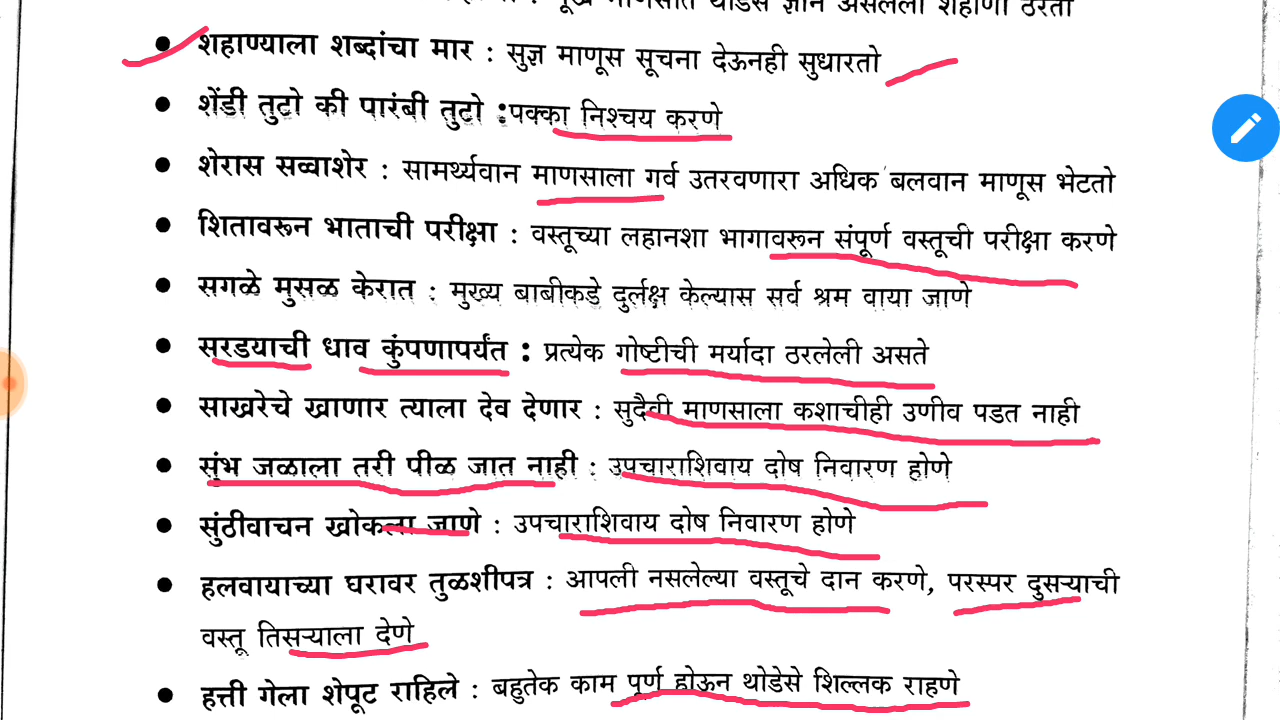 थोडेसे ज्ञान असलेला शहाणा ठरतो
• शहाण्याला शब्दांचा मार : सुज्ञ माणूस सूचना देऊनही सुधारतो
• शेंडी तुटो की पारंबी तुटो : पक्का निश्चय करणे
• शेरास सव्वाशेर : सामर्थ्यवान माणसाला गर्व उतरवणारा अधिक बलवान माणूस भेटतो
• शितावरून भाताची परीक्षा : वस्तूच्या लहानशा भागावरून संपूर्ण वस्तूची परीक्षा करणे
• सगळे मुसळ केरात : मुख्य बाबीकडे दुर्लक्ष केल्यास सर्व श्रम वाया जाणे
• सरडयाची धाव कुंपणापर्यंत : प्रत्येक गोष्टीची मर्यादा ठरलेली असते
• साखरेचे खाणार त्याला देव देणार : सुदैवी माणसाला कशाचीही उणीव पडत नाही
• सुंभ जळाला तरी पीळ जात नाही : उपचाराशिवाय दोष निवारण होणे
• सुंठीवाचन खोकला जाणे : उपचाराशिवाय दोष निवारण होणे
• हलवायाच्या घरावर तुळशीपत्र : आपली नसलेल्या वस्तूचे दान करणे, परस्पर दुसऱ्याची
वस्तू तिसऱ्याला देणे
• हत्ती गेला शेपूट राहिले : बहुतेक काम पूर्ण होऊन थोडेसे शिल्लक राहणे